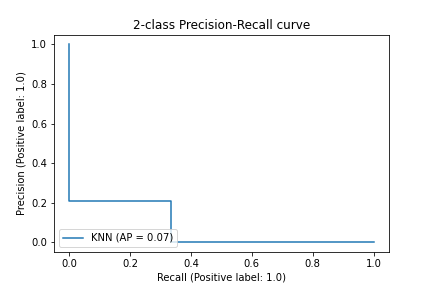 2-class Precision-Recall curve
Precision (Positive label: 1.0)
1.0
0.8
0.6
0.4
0.2
0.0
KNN (AP = 0.07)
0.0 0.2 0.4 0.6 0.8 1.0
Recall (Positive label: 1.0)